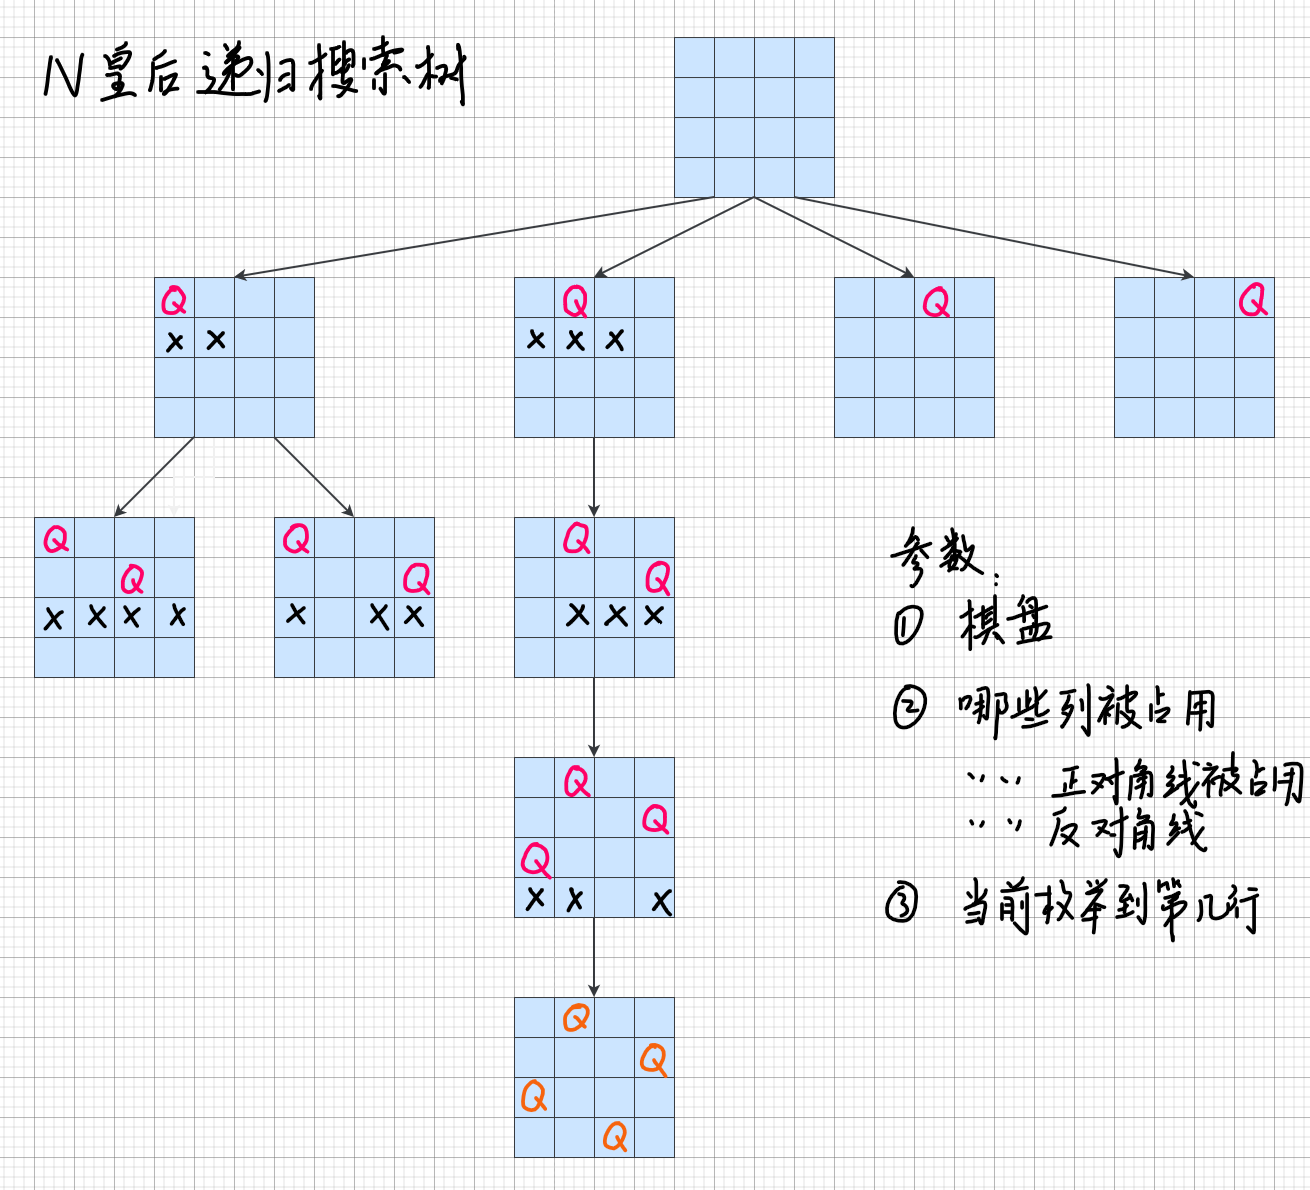 N皇后递归搜索树
Q
x x
Q
x x x
Q
Q
Q
Q
x x x x
Q
Q
x x x
Q
Q
x x x
参数:
① 棋盘
② 哪些列被占用
‥ ‥ 正对角线被占用
‥ ‥ 反对角线
③ 当前枚举到第几行
Q
Q
Q
x x x
Q
Q
Q
Q